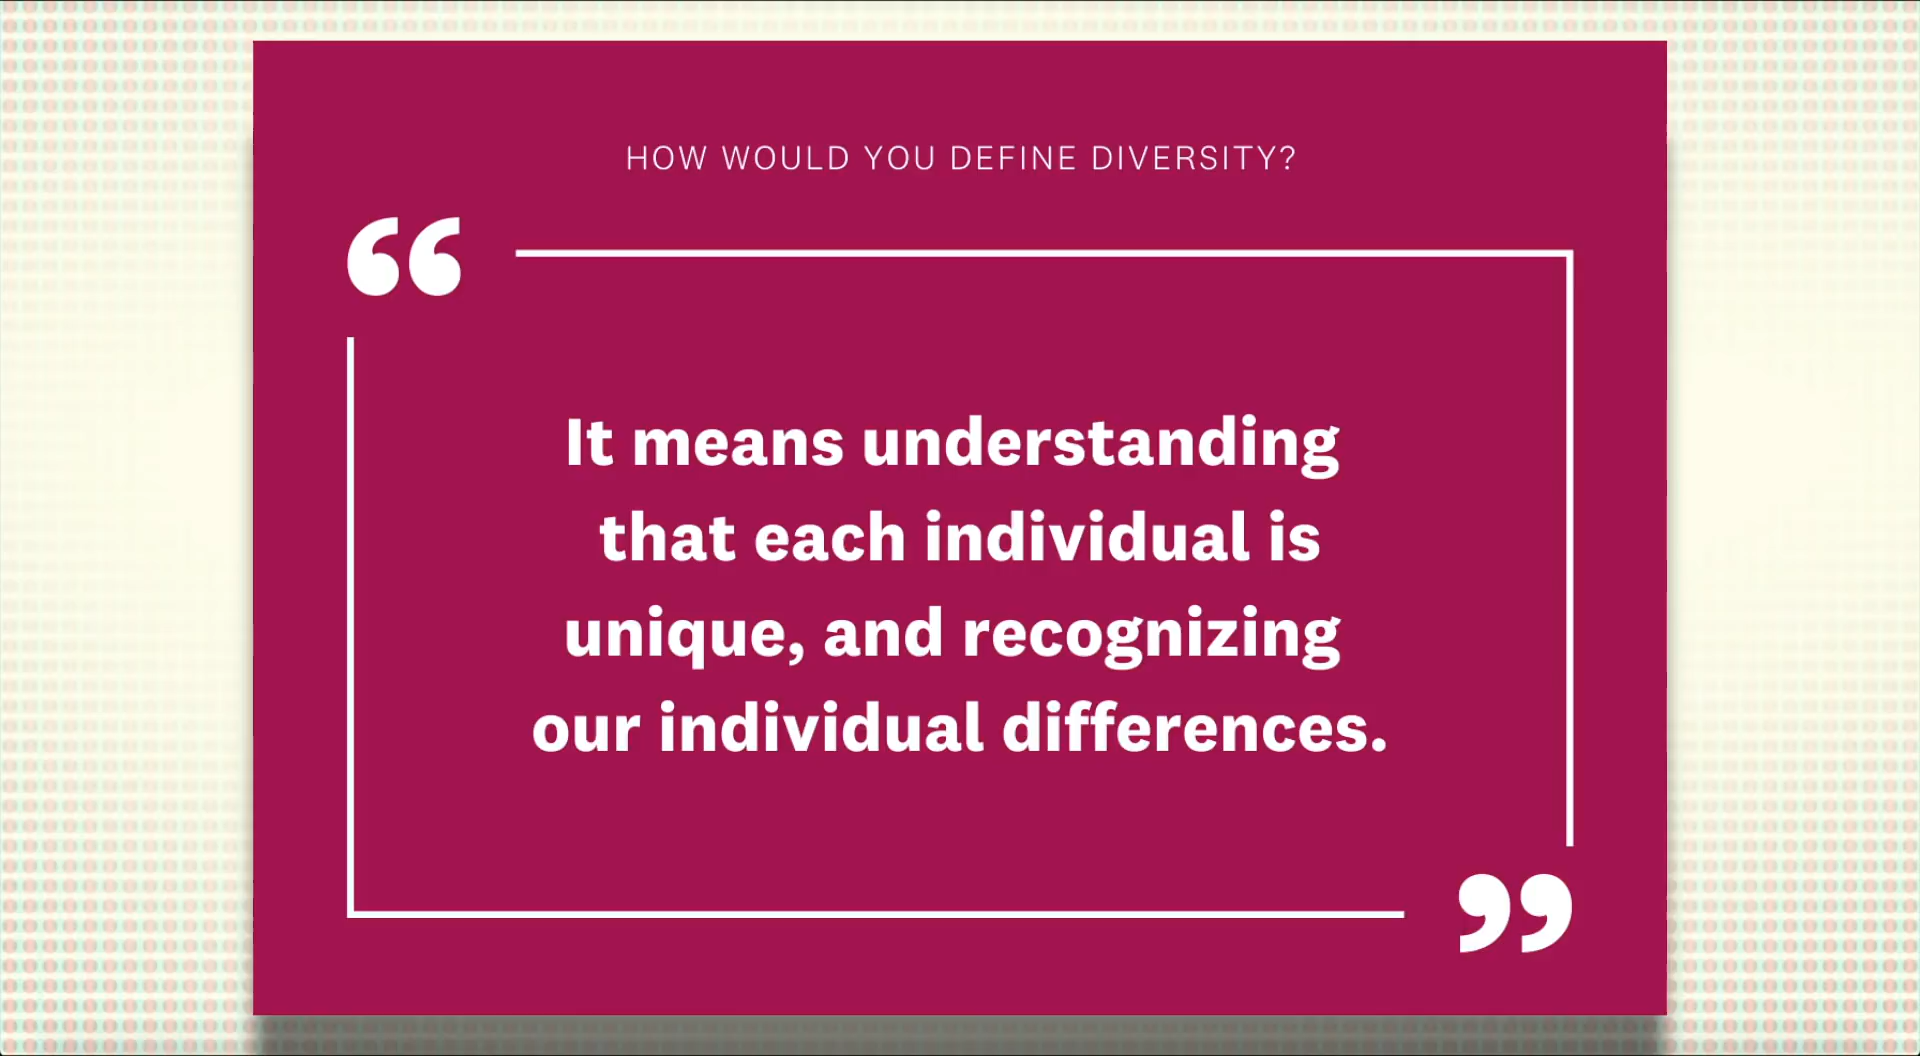 HOW WOULD YOU DEFINE DIVERSITY?
“
It means understanding
that each individual is
unique, and recognizing
our individual differences.
”